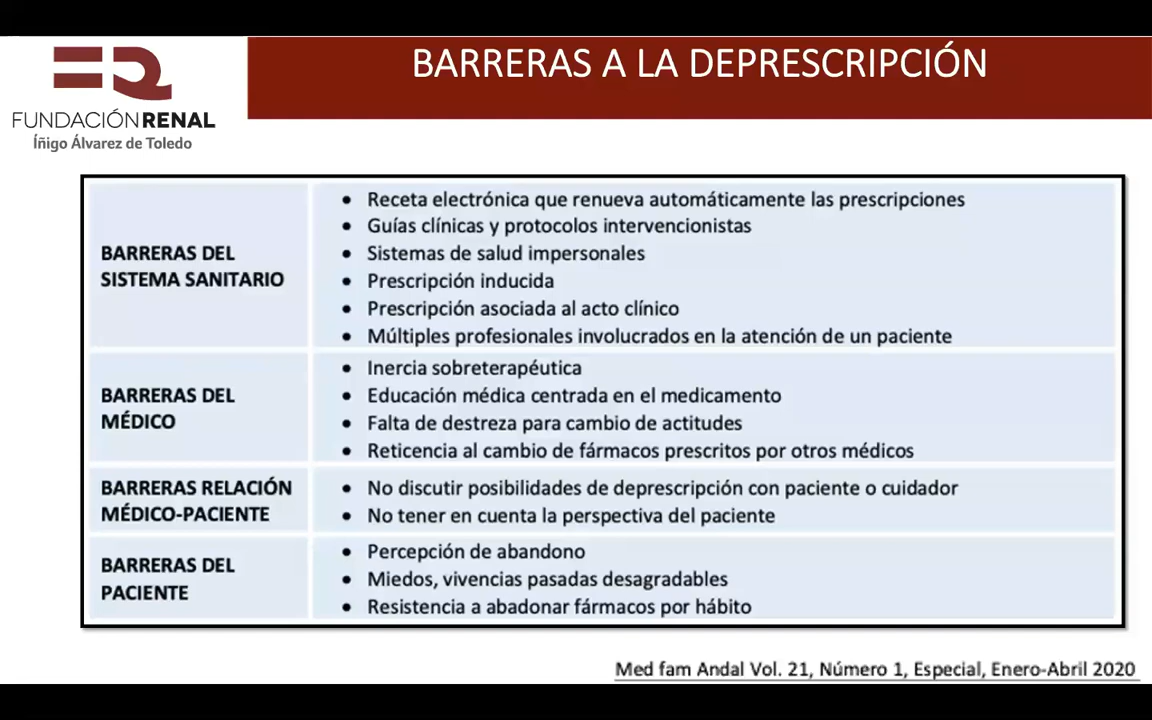 BARRERAS A LA DEPRESCRIPCIÓN
FUNDACIÓNRENAL
Íñigo Álvarez de Toledo
BARRERAS DEL
SISTEMA SANITARIO
• Receta electrónica que renueva automáticamente las prescripciones
• Guías clínicas y protocolos intervencionistas
• Sistemas de salud impersonales
• Prescripción inducida
• Prescripción asociada al acto clínico
• Múltiples profesionales involucrados en la atención de un paciente
BARRERAS DEL
MÉDICO
• Inercia sobreterapéutica
• Educación médica centrada en el medicamento
• Falta de destreza para cambio de actitudes
• Reticencia al cambio de fármacos prescritos por otros médicos
BARRERAS RELACIÓN
MÉDICO-PACIENTE
• No discutir posibilidades de deprescripción con paciente o cuidador
• No tener en cuenta la perspectiva del paciente
BARRERAS DEL
PACIENTE
• Percepción de abandono
• Miedos, vivencias pasadas desagradables
• Resistencia a abadonar fármacos por hábito
Med fam Andal Vol. 21, Número 1, Especial, Enero-Abril 2020